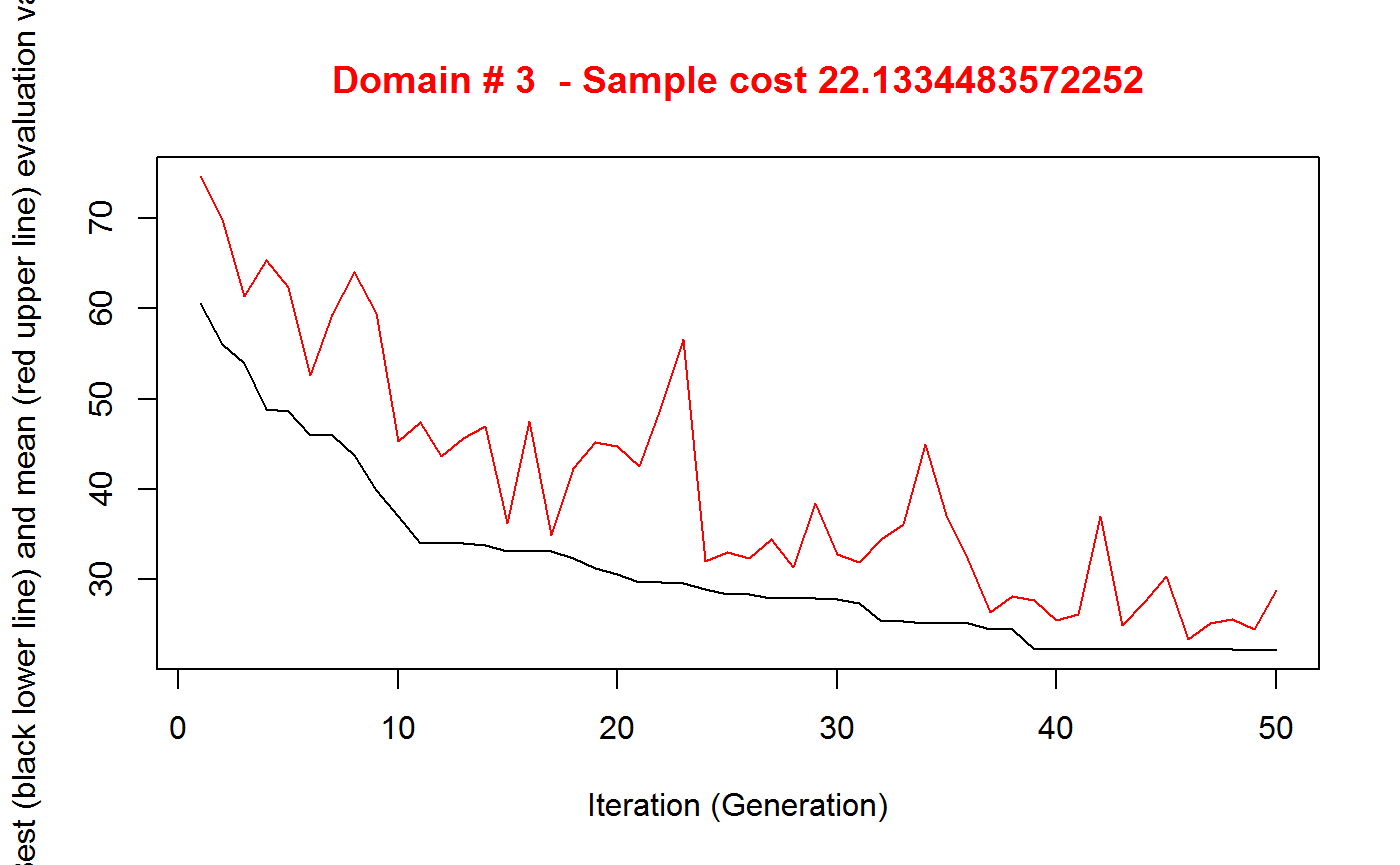 Domain # 3  - Sample cost 22.1334483572252
(black lower line) and mean (red upper line) evaluation
70
60
50
40
30
0 10 20 30 40 50
Iteration (Generation)